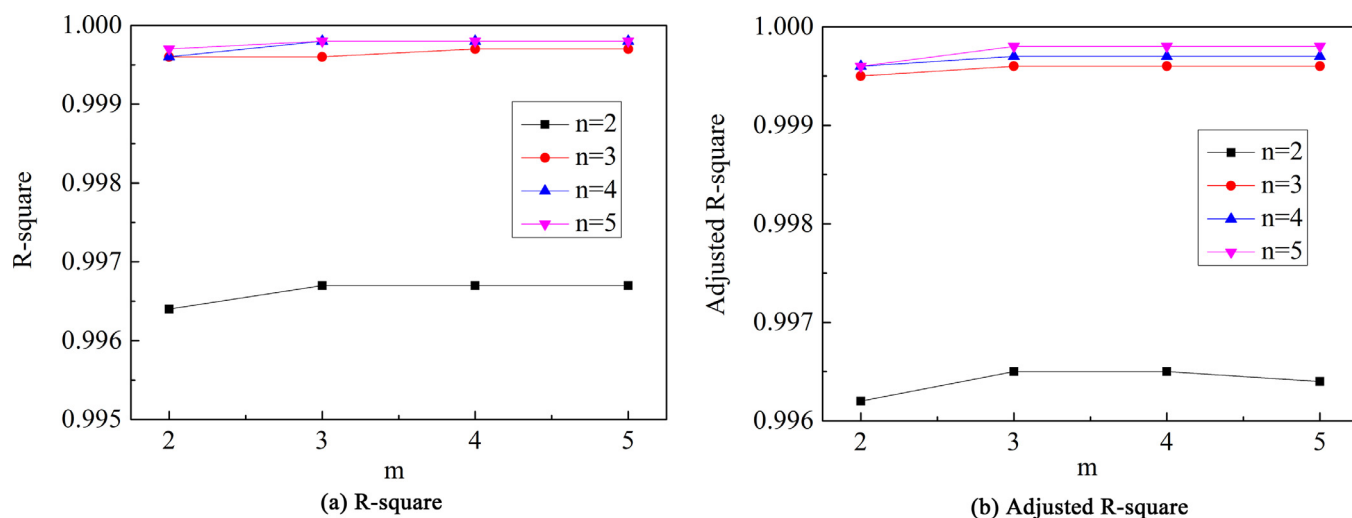 1.000
0.999
0.998
0.997
0.996
0.995
R-square
n=2
n=3
n=4
n=5
2 3 4 5
m
(a) R-square
1.000
0.999
0.998
0.997
0.996
Adjusted R-square
n=2
n=3
n=4
n=5
2 3 4 5
m
(b) Adjusted R-square